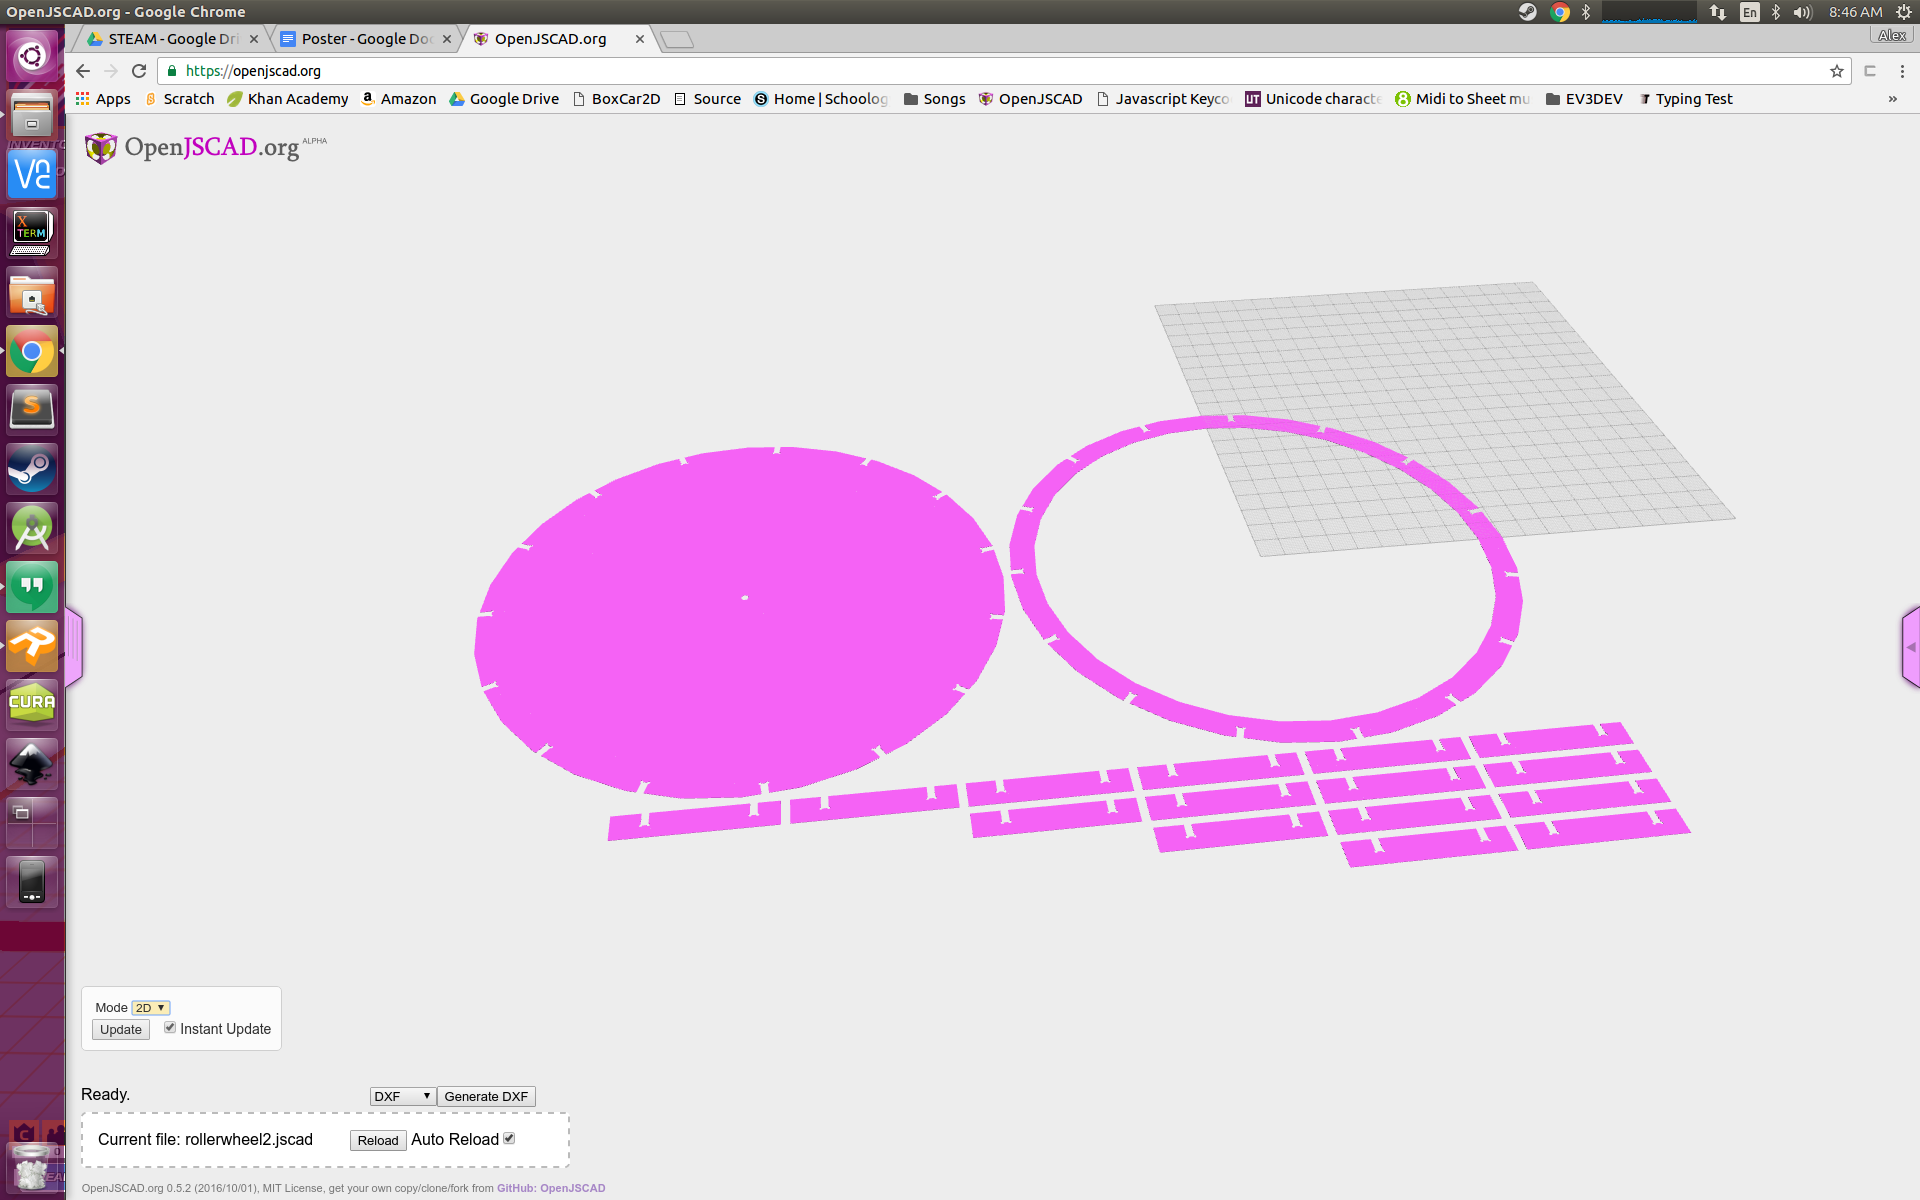 OpenJSCAD.org - Google Chrome
En
8:46 AM
STEAM - Google Dri
Poster - Google Doc
OpenJSCAD.org
Alex
https://openjscad.org
Apps
Scratch
Khan Academy
Amazon
Google Drive
BoxCar2D
Source
Home | Schoolog
Songs
OpenJSCAD
Javascript Keyco
UT
Unicode characte
Midi to Sheet mu
EV3DEV
Typing Test
»
OpenJSCAD.org ALPHA
X
TERM
CURA
Mode 2D
Update
Instant Update
Ready.
DXF
Generate DXF
Current file: rollerwheel2.jscad
Reload
Auto Reload
OpenJSCAD.org 0.5.2 (2016/10/01), MIT License, get your own copy/clone/fork from GitHub: OpenJSCAD